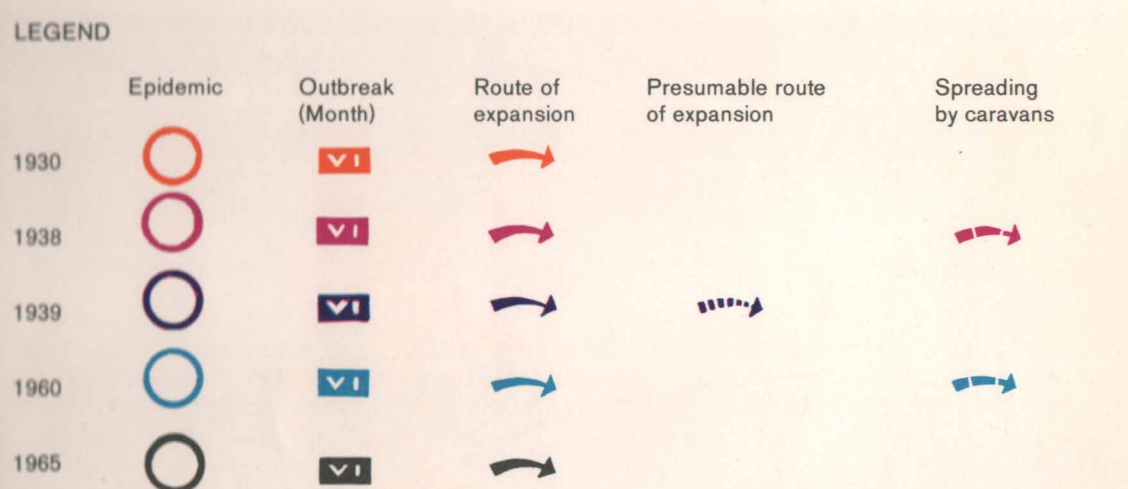 LEGEND
Epidemic
Outbreak
(Month)
Route of
expansion
Presumable route
of expansion
Spreading
by caravans
1930
VI
1938
VI
1939
VI
1960
VI
1965
VI